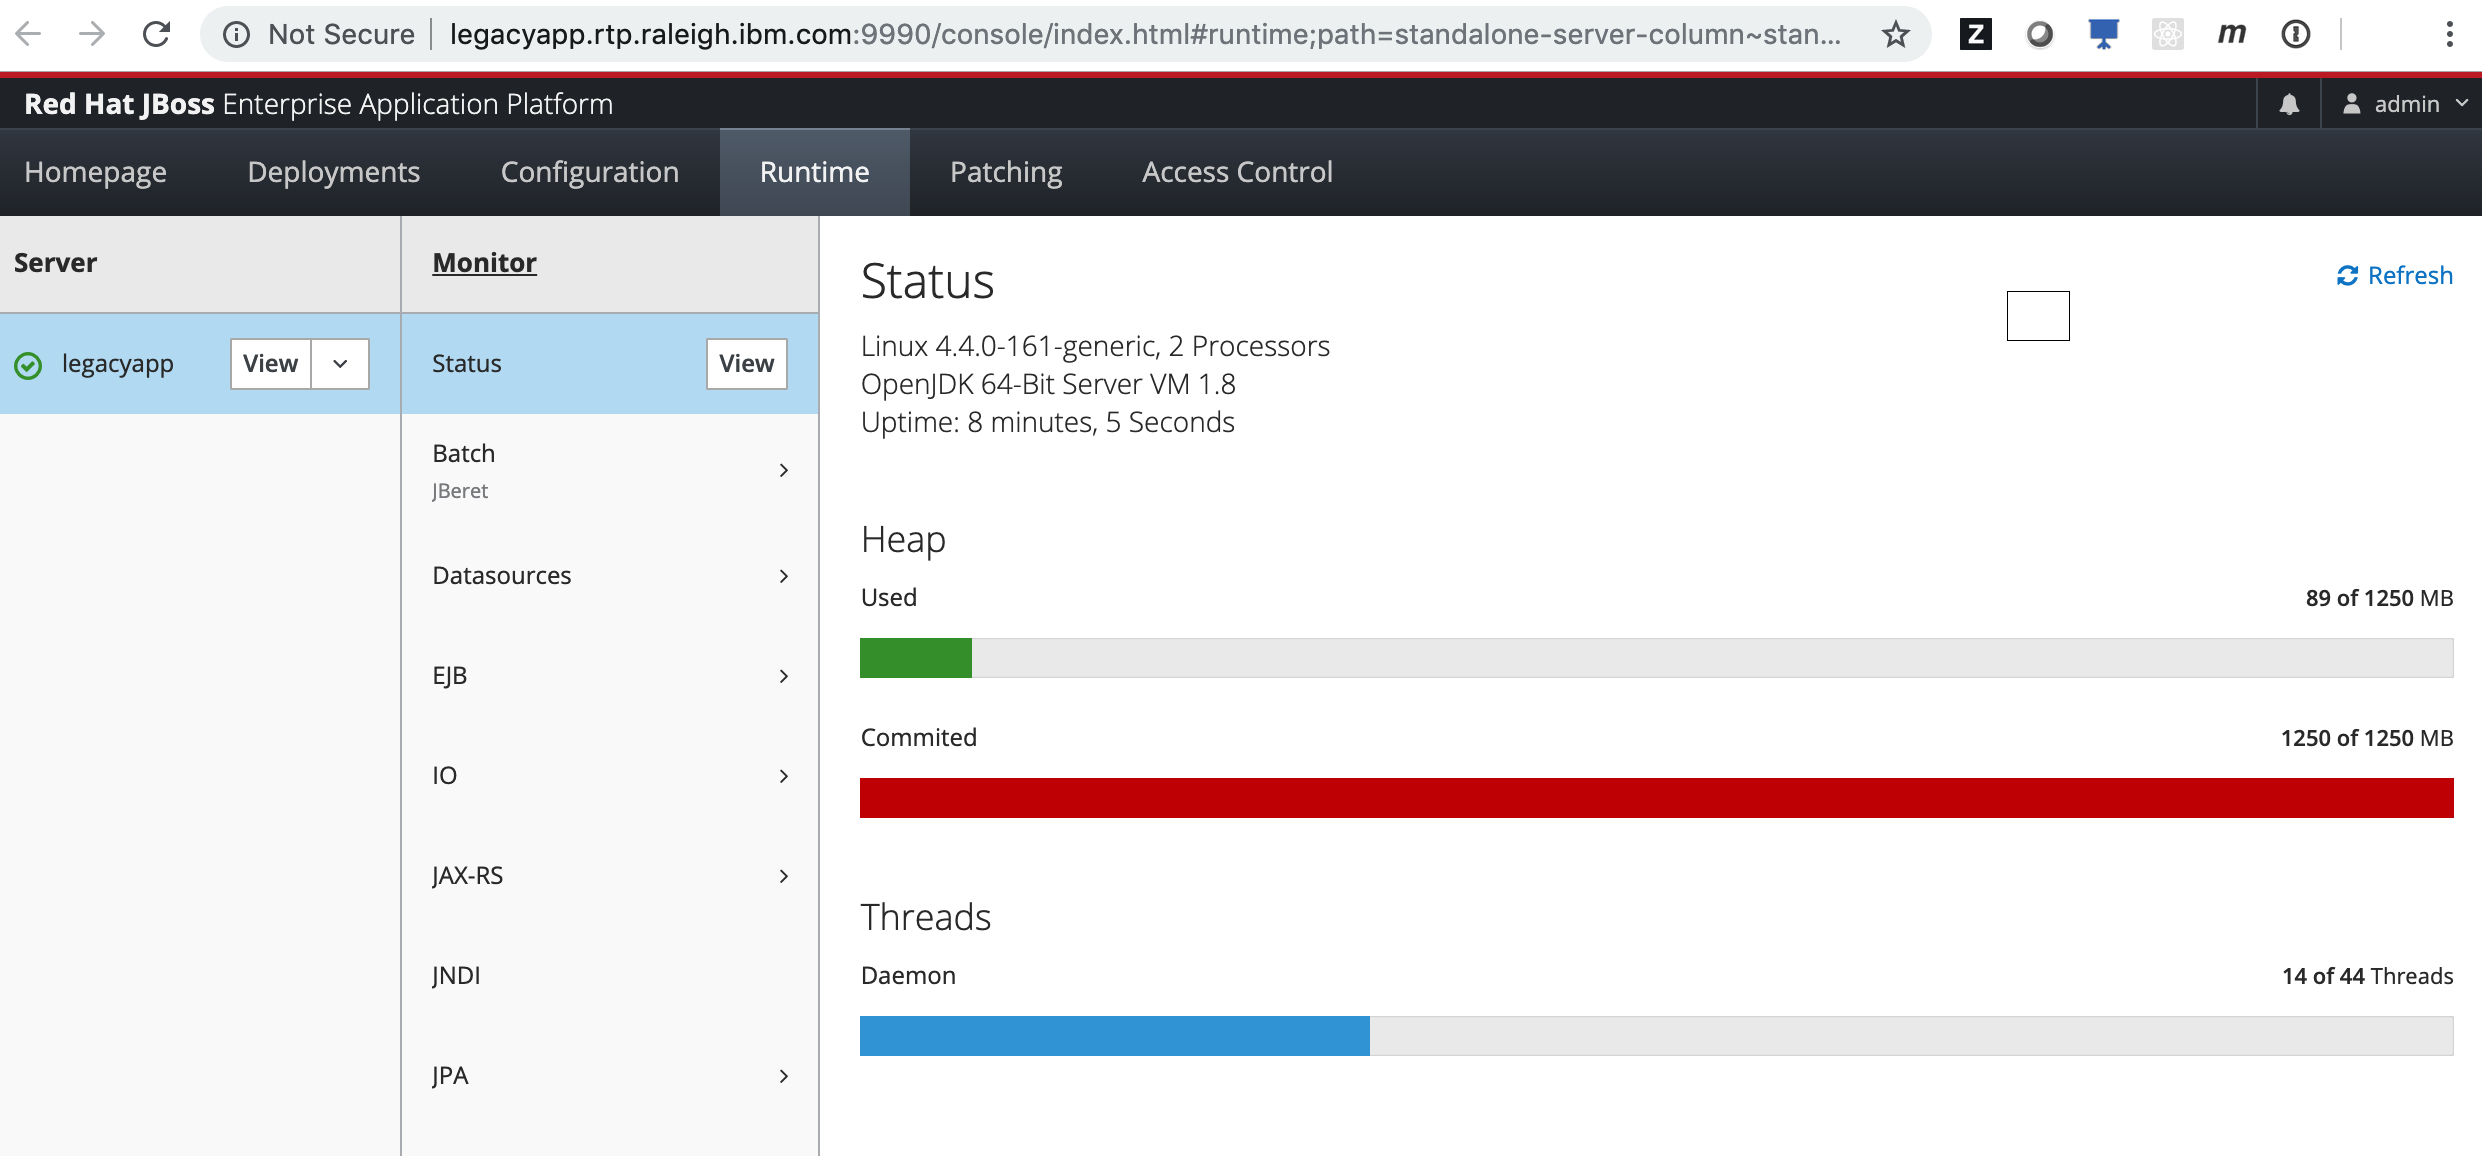 Not Secure legacyapp.rtp.raleigh.ibm.com:9990/console/index.html#runtime;path=standalone-server-column~stan...
Z m
Red Hat JBoss Enterprise Application Platform admin
Homepage Deployments Configuration Runtime Patching Access Control
Server
legacyapp View
Monitor
Status View
Batch
JBeret
Datasources
EJB
IO
JAX-RS
JNDI
JPA
Status
Refresh
Linux 4.4.0-161-generic, 2 Processors
OpenJDK 64-Bit Server VM 1.8
Uptime: 8 minutes, 5 Seconds
Heap
Used 89 of 1250 MB
Commited 1250 of 1250 MB
Threads
Daemon 14 of 44 Threads